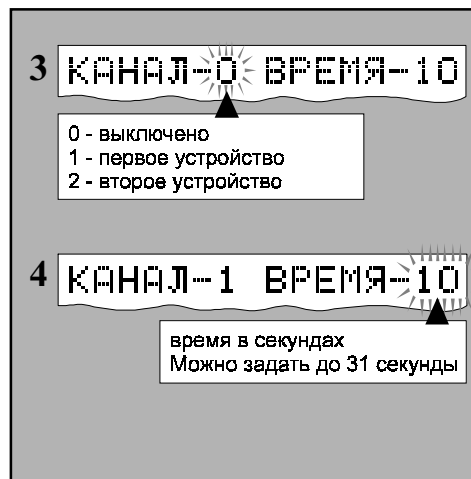 3 КАНАЛ-0 ВРЕМЯ-10
0 - выключено
1 - первое устройство
2 - второе устройство
4 КАНАЛ-1 ВРЕМЯ-10
время в секундах
Можно задать до 31 секунды